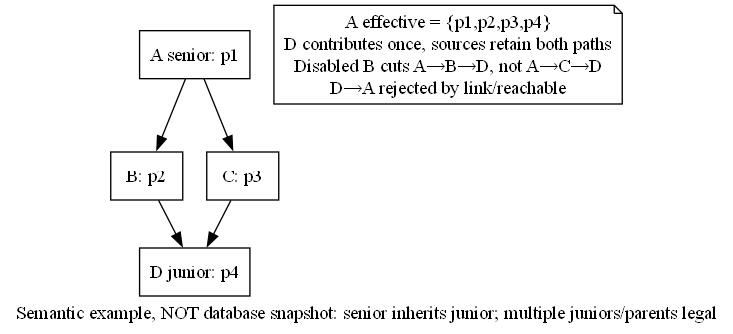 A senior: p1
A effective = {p1,p2,p3,p4}
D contributes once, sources retain both paths
Disabled B cuts A→B→D, not A→C→D
D→A rejected by link/reachable
B: p2
C: p3
D junior: p4
Semantic example, NOT database snapshot: senior inherits junior; multiple juniors/parents legal